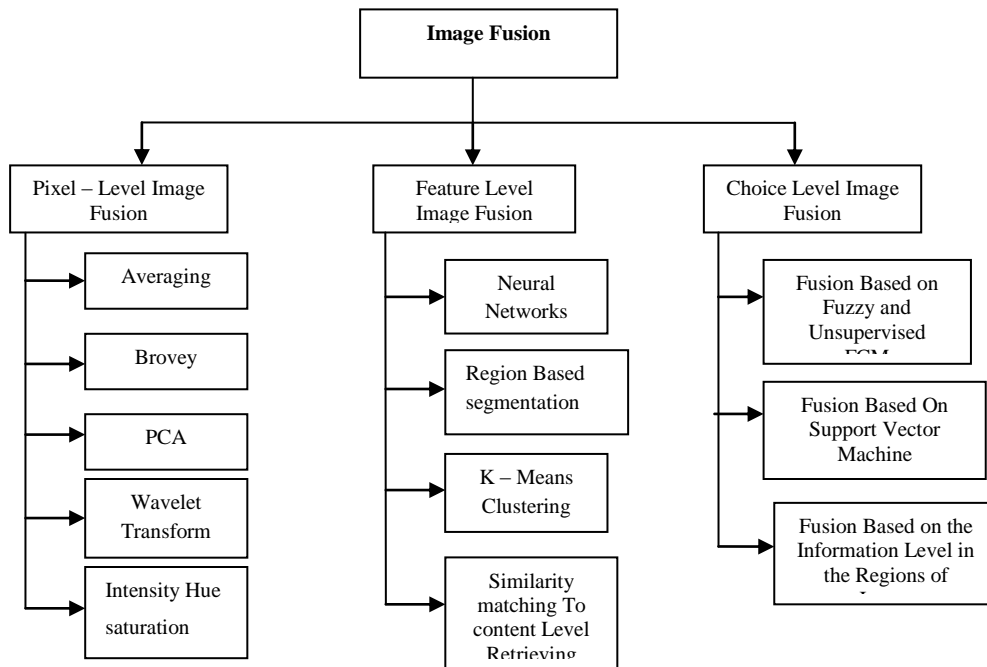 Image Fusion
Pixel – Level Image
Fusion
Feature Level
Image Fusion
Choice Level Image
Fusion
Averaging
Brovey
PCA
Wavelet
Transform
Intensity Hue
saturation
Neural
Networks
Region Based
segmentation
K – Means
Clustering
Similarity
matching To
content Level
Retrieving
Fusion Based on
Fuzzy and
Unsupervised
FCM
Fusion Based On
Support Vector
Machine
Fusion Based on the
Information Level in
the Regions of